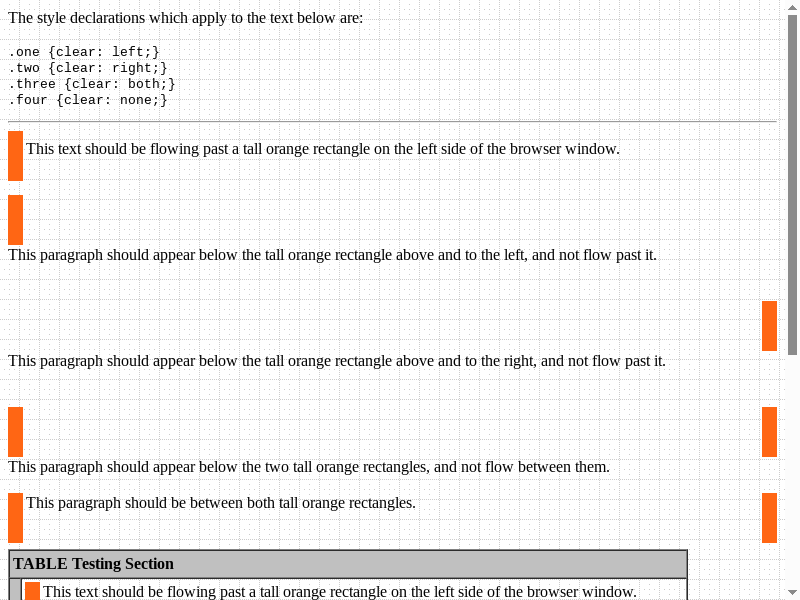 The style declarations which apply to the text below are:
.one {clear: left;}
.two {clear: right;}
.three {clear: both;}
.four {clear: none;}
This text should be flowing past a tall orange rectangle on the left side of the browser window.
This paragraph should appear below the tall orange rectangle above and to the left, and not flow past it.
This paragraph should appear below the tall orange rectangle above and to the right, and not flow past it.
This paragraph should appear below the two tall orange rectangles, and not flow between them.
This paragraph should be between both tall orange rectangles.
TABLE Testing Section
This text should be flowing past a tall orange rectangle on the left side of the browser window.